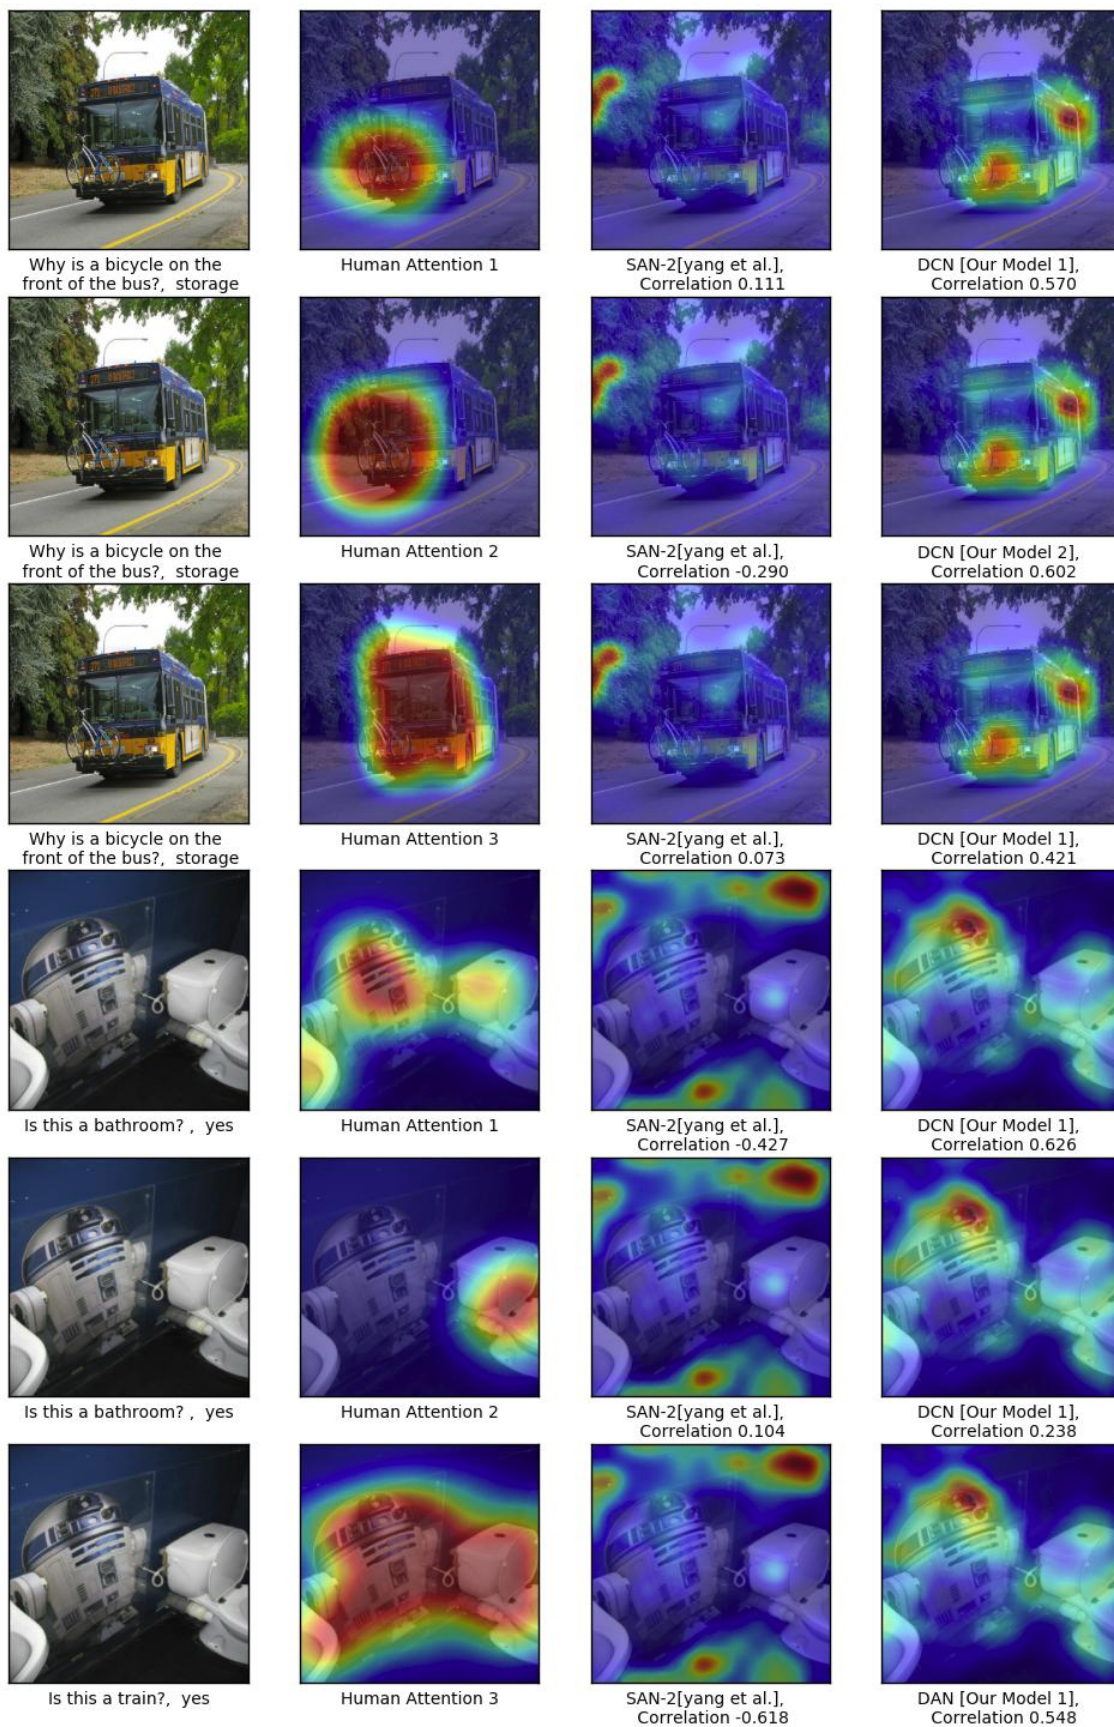 Why is a bicycle on the
front of the bus?,  storage
Human Attention 1
SAN-2[yang et al.],
Correlation 0.111
DCN [Our Model 1],
Correlation 0.570
Why is a bicycle on the
front of the bus?,  storage
Human Attention 2
SAN-2[yang et al.],
Correlation -0.290
DCN [Our Model 2],
Correlation 0.602
Why is a bicycle on the
front of the bus?,  storage
Human Attention 3
SAN-2[yang et al.],
Correlation 0.073
DCN [Our Model 1],
Correlation 0.421
Is this a bathroom? ,  yes
Human Attention 1
SAN-2[yang et al.],
Correlation -0.427
DCN [Our Model 1],
Correlation 0.626
Is this a bathroom? ,  yes
Human Attention 2
SAN-2[yang et al.],
Correlation 0.104
DCN [Our Model 1],
Correlation 0.238
Is this a train?,  yes
Human Attention 3
SAN-2[yang et al.],
Correlation -0.618
DAN [Our Model 1],
Correlation 0.548